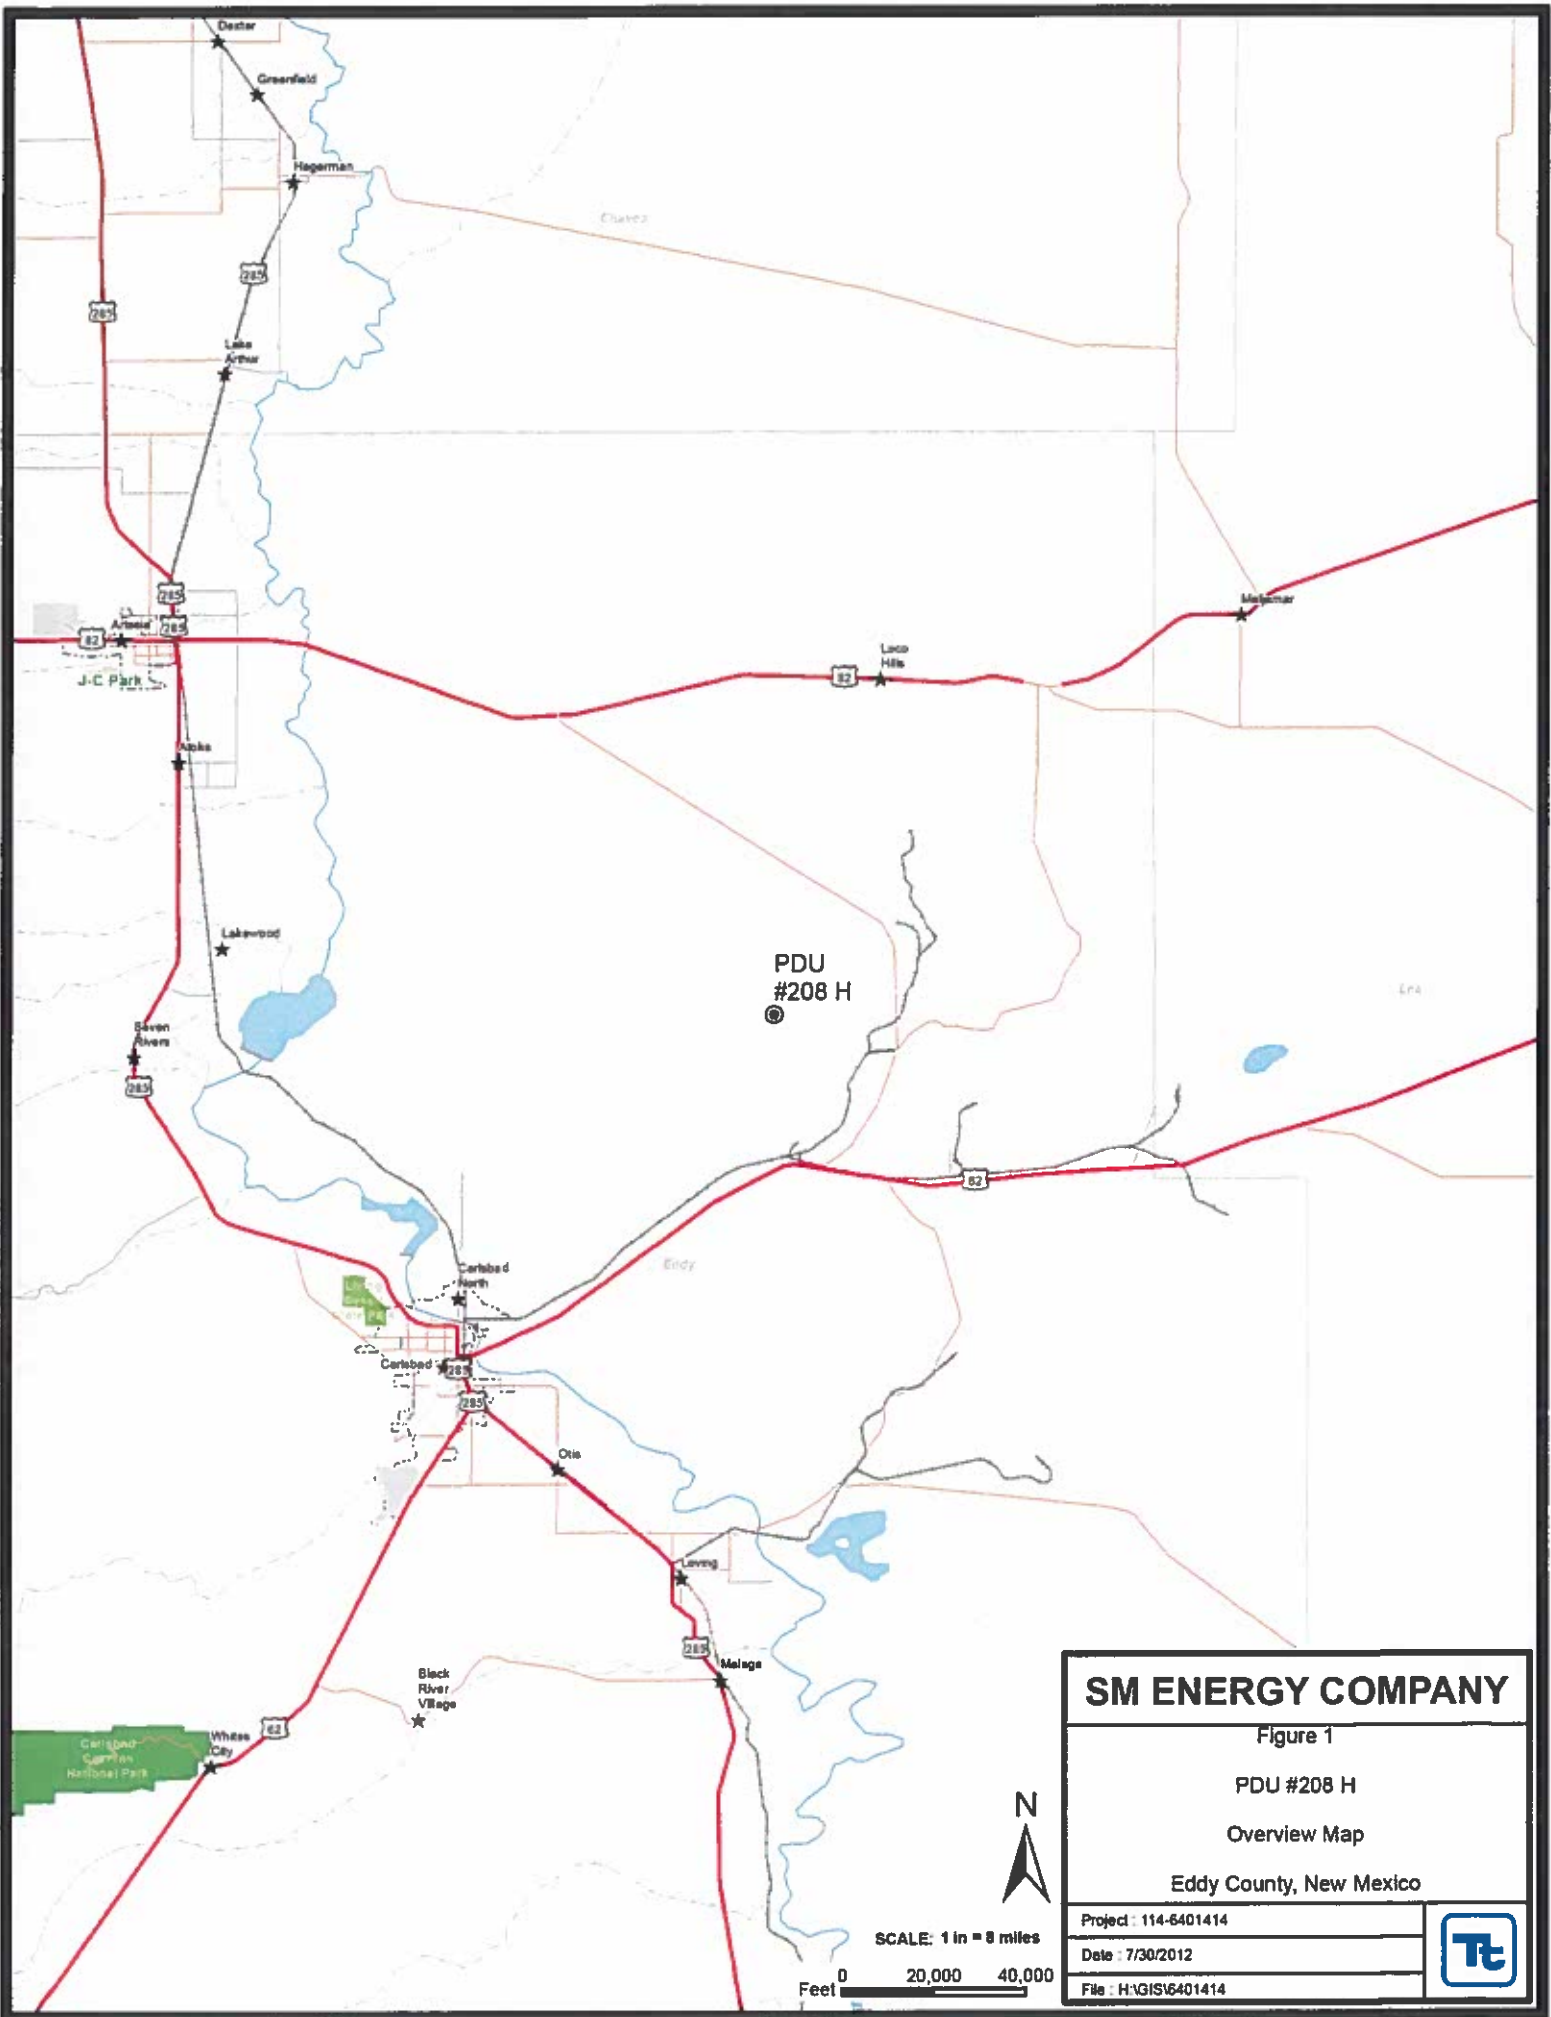 Dexter
Greenfield
Hagerman
Chaves
285
285
Lake
Arthur
285
285
82
Artesia
J-C Park
Maljamar
Loco
Hills
82
Atoka
Lakewood
PDU
#208 H
Lea
Seven
Rivers
285
62
Eddy
Carlsbad
North
Carlsbad
285
285
Otis
Loving
285
Malaga
Black
River
Village
62
Whites
City
Carlsbad
Caverns
National Park
N
SCALE: 1 in = 8 miles
Feet
0
20,000
40,000
SM ENERGY COMPANY
Figure 1
PDU #208 H
Overview Map
Eddy County, New Mexico
Project : 114-6401414
Date : 7/30/2012
File : H:\GIS\6401414
Tt